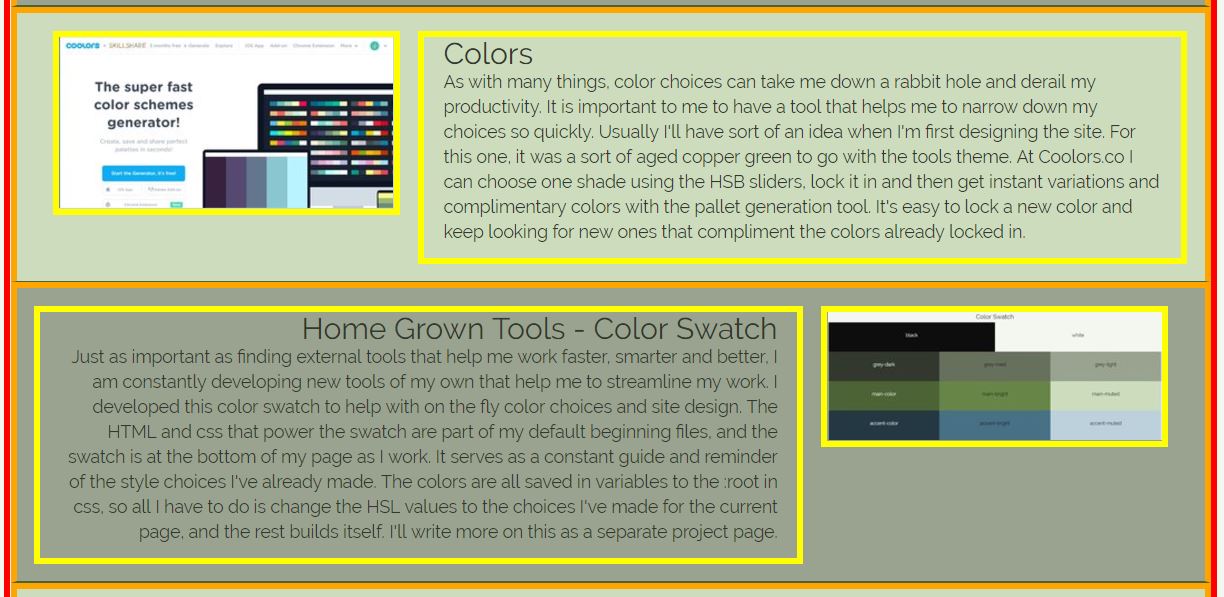 COOLORS + SKILLSHARE 2 months free Generate Explore iOS App Add-on Chrome Extension More
The super fast
color schemes
generator!
Create, save and share perfect
palettes in seconds!
Start the Generator, it's free!
iOS App Adobe Add-on
Chrome Extension
Colors
As with many things, color choices can take me down a rabbit hole and derail my
productivity. It is important to me to have a tool that helps me to narrow down my
choices so quickly. Usually I'll have sort of an idea when I'm first designing the site. For
this one, it was a sort of aged copper green to go with the tools theme. At Coolors.co I
can choose one shade using the HSB sliders, lock it in and then get instant variations and
complimentary colors with the pallet generation tool. It's easy to lock a new color and
keep looking for new ones that compliment the colors already locked in.
Home Grown Tools - Color Swatch
Just as important as finding external tools that help me work faster, smarter and better, I
am constantly developing new tools of my own that help me to streamline my work. I
developed this color swatch to help with on the fly color choices and site design. The
HTML and css that power the swatch are part of my default beginning files, and the
swatch is at the bottom of my page as I work. It serves as a constant guide and reminder
of the style choices I've already made. The colors are all saved in variables to the :root in
css, so all I have to do is change the HSL values to the choices I've made for the current
page, and the rest builds itself. I'll write more on this as a separate project page.
Color Swatch
black white
grey-dark grey-med grey-light
main-color main-bright main-muted
accent-color accent-bright accent-muted